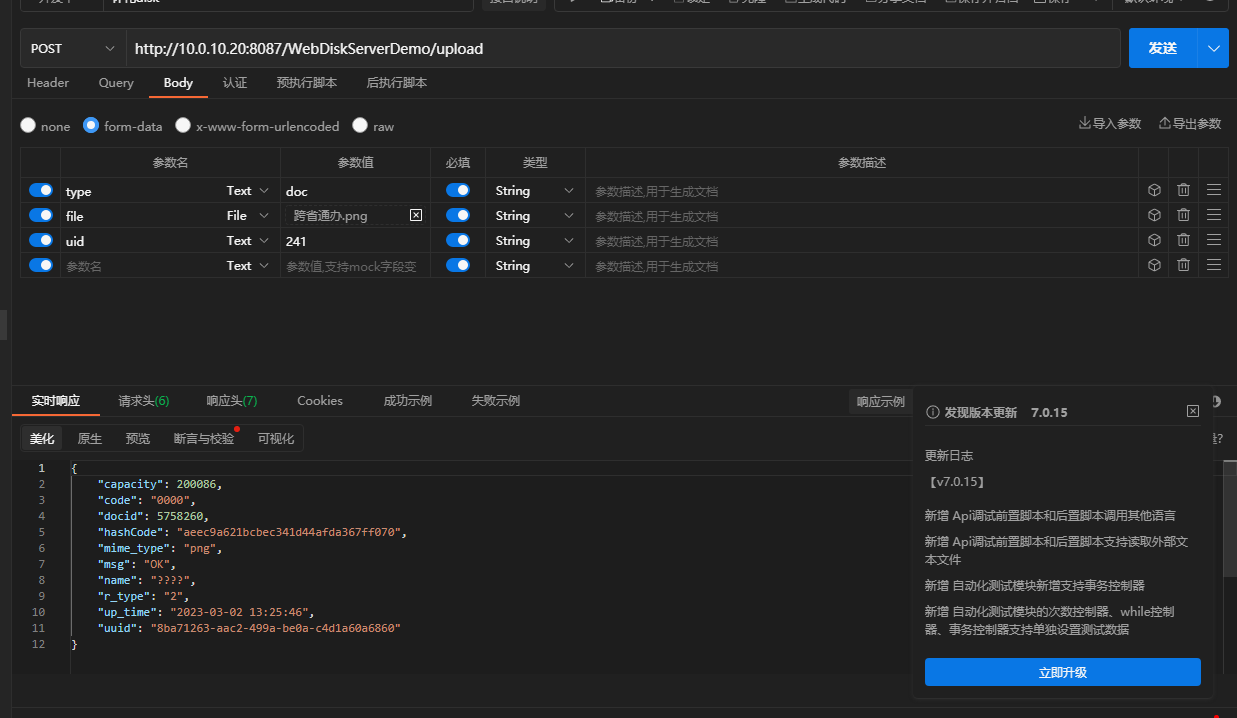 POST http://10.0.10.20:8087/WebDiskServerDemo/upload 发送
Header Query Body 认证 预执行脚本 后执行脚本
none form-data x-www-form-urlencoded raw 导入参数 导出参数
参数名 参数值 必填 类型 参数描述
type Text doc String 参数描述,用于生成文档
file File 跨省通办.png String 参数描述,用于生成文档
uid Text 241 String 参数描述,用于生成文档
参数名 Text 参数值,支持mock字段变 String 参数描述,用于生成文档
实时响应 请求头(6) 响应头(7) Cookies 成功示例 失败示例 响应示例
美化 原生 预览 断言与校验 可视化
1 {
2 "capacity": 200086,
3 "code": "0000",
4 "docid": 5758260,
5 "hashCode": "aeec9a621bcbec341d44afda367ff070",
6 "mime_type": "png",
7 "msg": "OK",
8 "name": "????",
9 "r_type": "2",
10 "up_time": "2023-03-02 13:25:46",
11 "uuid": "8ba71263-aac2-499a-be0a-c4d1a60a6860"
12 }
发现版本更新 7.0.15
更新日志
【v7.0.15】
新增 Api调试前置脚本和后置脚本调用其他语言
新增 Api调试前置脚本和后置脚本支持读取外部文
本文件
新增 自动化测试模块新增支持事务控制器
新增 自动化测试模块的次数控制器、while控制
器、事务控制器支持单独设置测试数据
立即升级